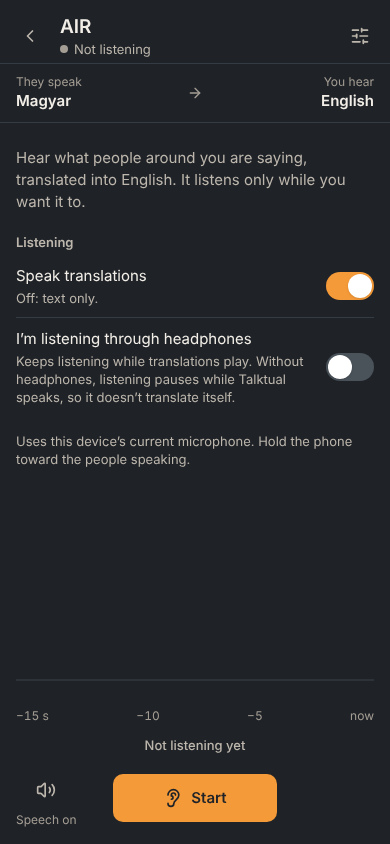 AIR
Not listening
They speak
You hear
Magyar
English
Hear what people around you are saying,
translated into English. It listens only while you
want it to.
Listening
Speak translations
Off: text only.
I’m listening through headphones
Keeps listening while translations play. Without
headphones, listening pauses while Talktual
speaks, so it doesn’t translate itself.
Uses this device’s current microphone. Hold the phone
toward the people speaking.
−15 s −10 −5 now
Not listening yet
Start
Speech on